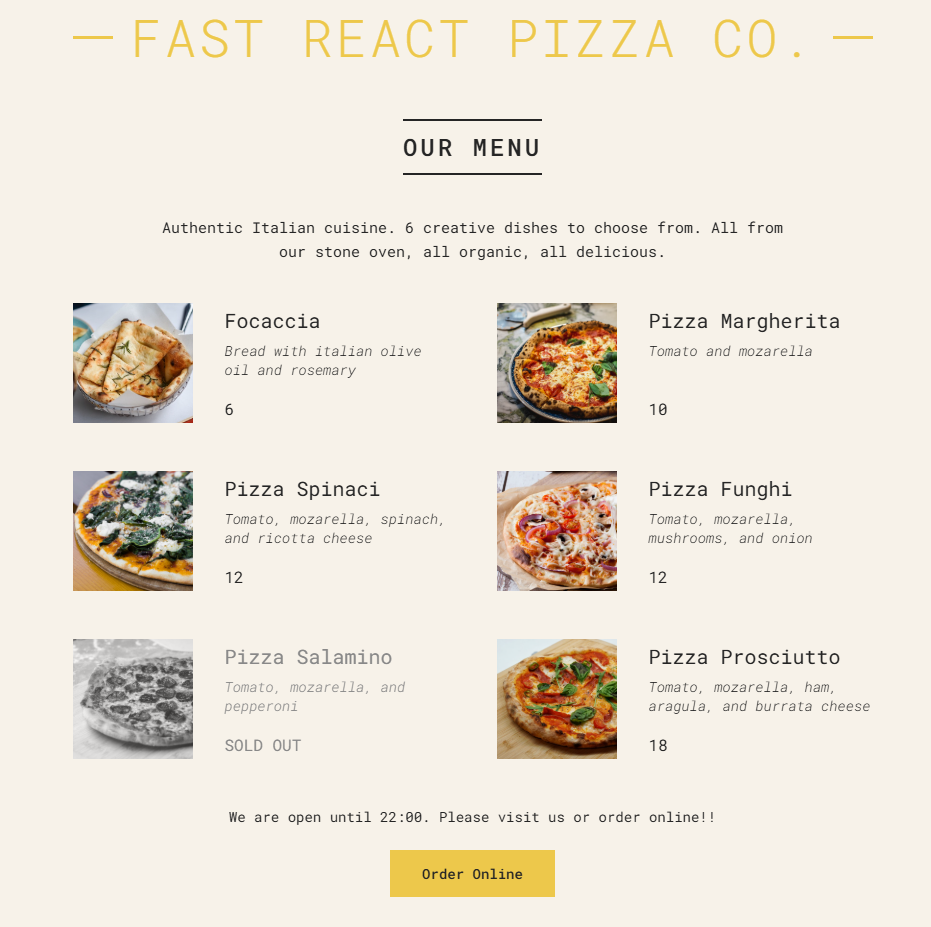 FAST REACT PIZZA CO.
OUR MENU
Authentic Italian cuisine. 6 creative dishes to choose from. All from
our stone oven, all organic, all delicious.
Focaccia
Bread with italian olive
oil and rosemary
6
Pizza Margherita
Tomato and mozarella
10
Pizza Spinaci
Tomato, mozarella, spinach,
and ricotta cheese
12
Pizza Funghi
Tomato, mozarella,
mushrooms, and onion
12
Pizza Salamino
Tomato, mozarella, and
pepperoni
SOLD OUT
Pizza Prosciutto
Tomato, mozarella, ham,
aragula, and burrata cheese
18
We are open until 22:00. Please visit us or order online!!
Order Online